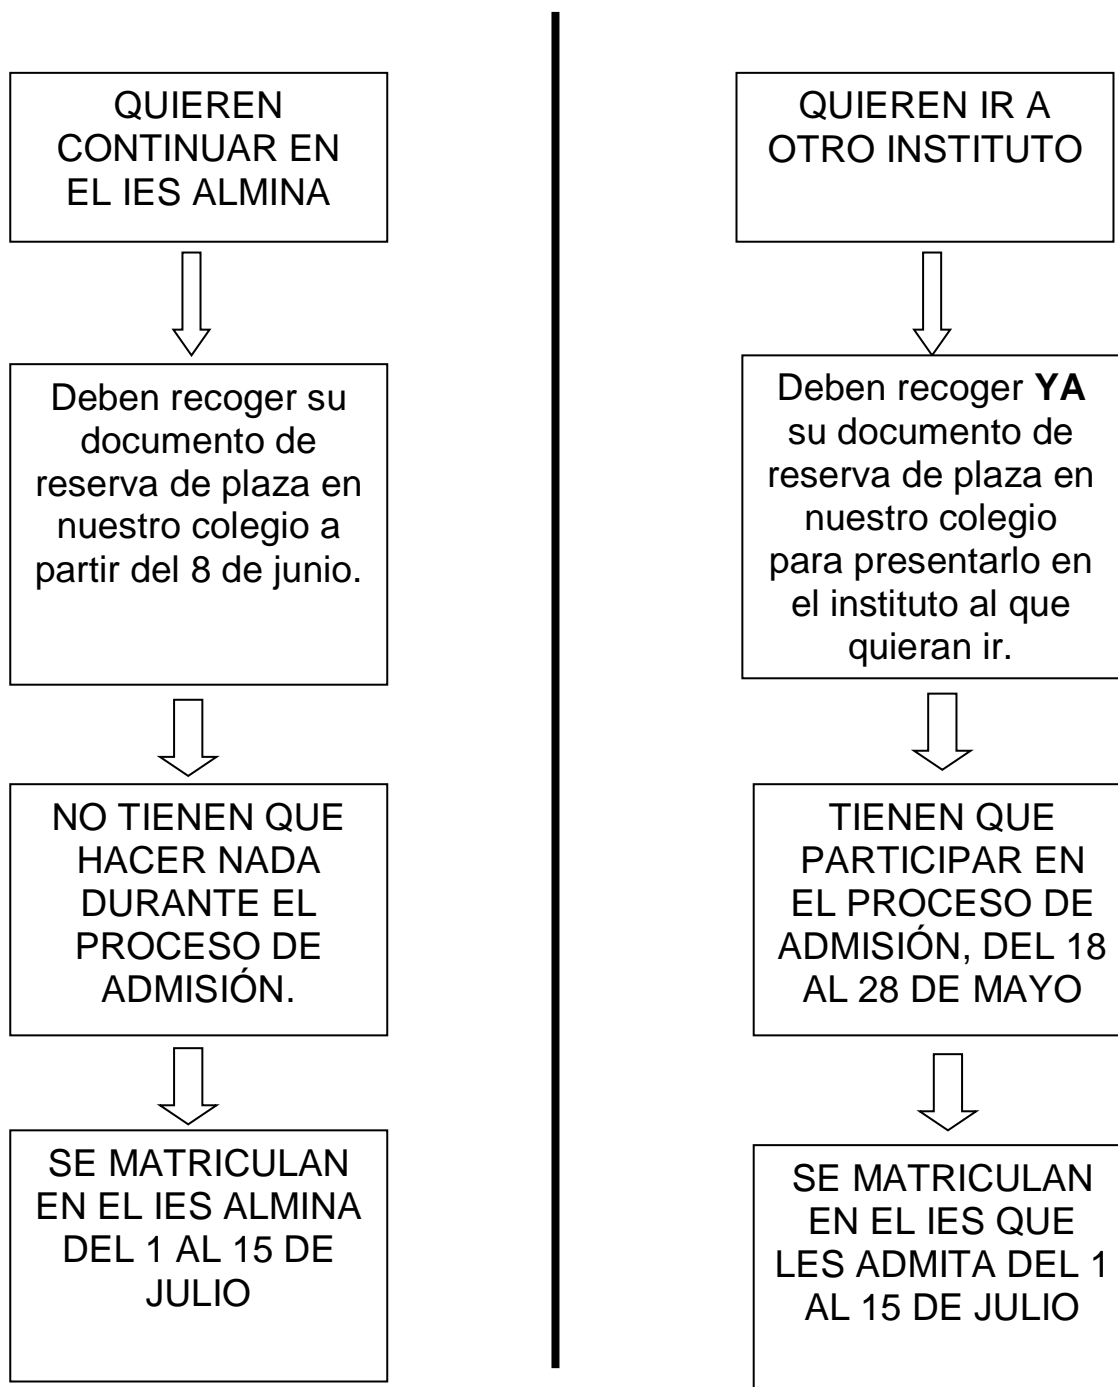 QUIEREN
CONTINUAR EN
EL IES ALMINA
Deben recoger su
documento de
reserva de plaza en
nuestro colegio a
partir del 8 de junio.
NO TIENEN QUE
HACER NADA
DURANTE EL
PROCESO DE
ADMISIÓN.
SE MATRICULAN
EN EL IES ALMINA
DEL 1 AL 15 DE
JULIO
QUIEREN IR A
OTRO INSTITUTO
Deben recoger YA
su documento de
reserva de plaza en
nuestro colegio
para presentarlo en
el instituto al que
quieran ir.
TIENEN QUE
PARTICIPAR EN
EL PROCESO DE
ADMISIÓN, DEL 18
AL 28 DE MAYO
SE MATRICULAN
EN EL IES QUE
LES ADMITA DEL 1
AL 15 DE JULIO